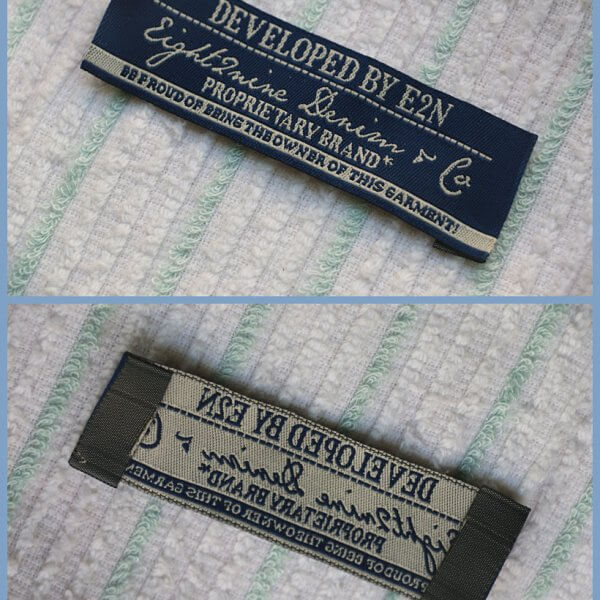 DEVELOPED BY E2N
Eight2nine Denim & Co
PROPRIETARY BRAND*
BE PROUD OF BEING THE OWNER OF THIS GARMENT!
DEVELOPED BY E2N
Eight2nine Denim & C
PROPRIETARY BRAND*
PROUD OF BEING THE OWNER OF THIS GARMEN